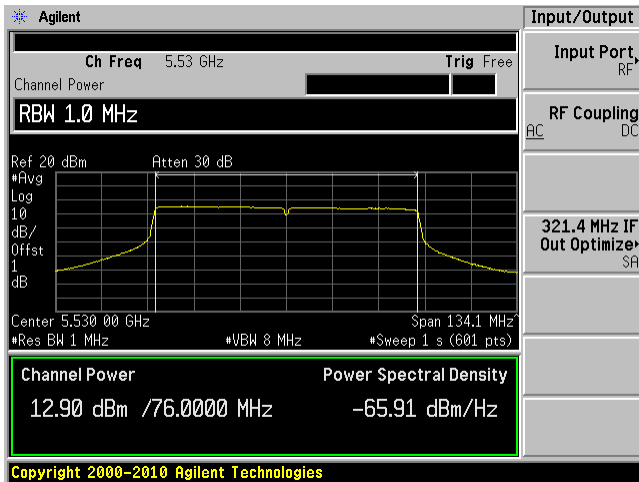 Agilent
Input/Output
Ch Freq 5.53 GHz
Trig Free
Channel Power
Input Port
RF
RBW 1.0 MHz
RF Coupling
AC DC
Ref 20 dBm
Atten 30 dB
#Avg
Log
10
dB/
Offst
1
dB
321.4 MHz IF
Out Optimize
SA
Center 5.530 00 GHz
Span 134.1 MHz^
#Res BW 1 MHz
#VBW 8 MHz
#Sweep 1 s (601 pts)
Channel Power
Power Spectral Density
12.90 dBm /76.0000 MHz
-65.91 dBm/Hz
Copyright 2000-2010 Agilent Technologies